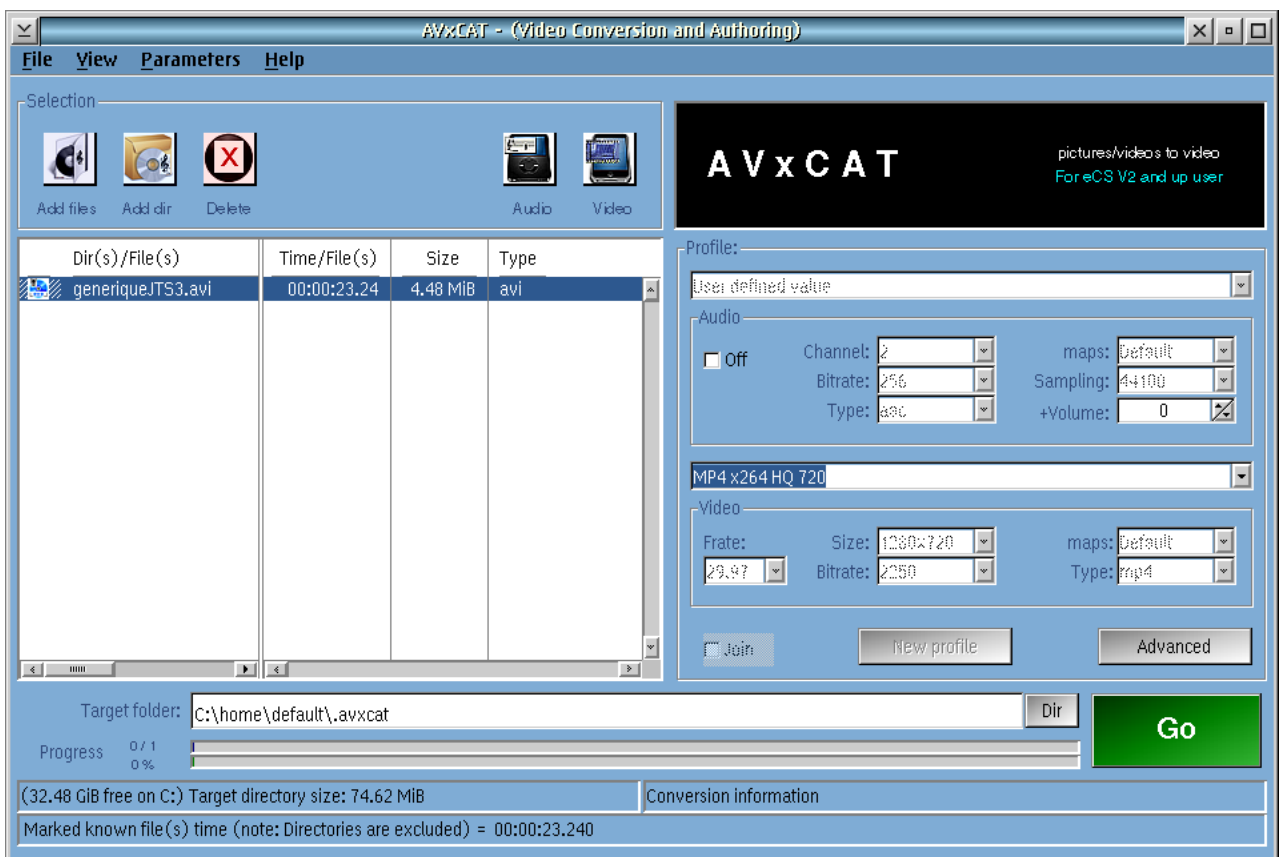 AVxCAT - (Video Conversion and Authoring)
File View Parameters Help
Selection
Add files Add dir Delete Audio Video
AVxCAT
pictures/videos to video
For eCS V2 and up user
Dir(s)/File(s) Time/File(s) Size Type
generiqueJTS3.avi 00:00:23.24 4.48 MiB avi
Profile:
User defined value
Audio
Off Channel: 2 maps: Default
Bitrate: 256 Sampling: 44100
Type: aac +Volume: 0
MP4 x264 HQ 720
Video
Frate: Size: 1280x720 maps: Default
29.97 Bitrate: 2250 Type: mp4
Join New profile Advanced
Target folder: C:\home\default\.avxcat Dir Go
Progress 0 / 1
0 %
(32.48 GiB free on C:) Target directory size: 74.62 MiB Conversion information
Marked known file(s) time (note: Directories are excluded) = 00:00:23.240